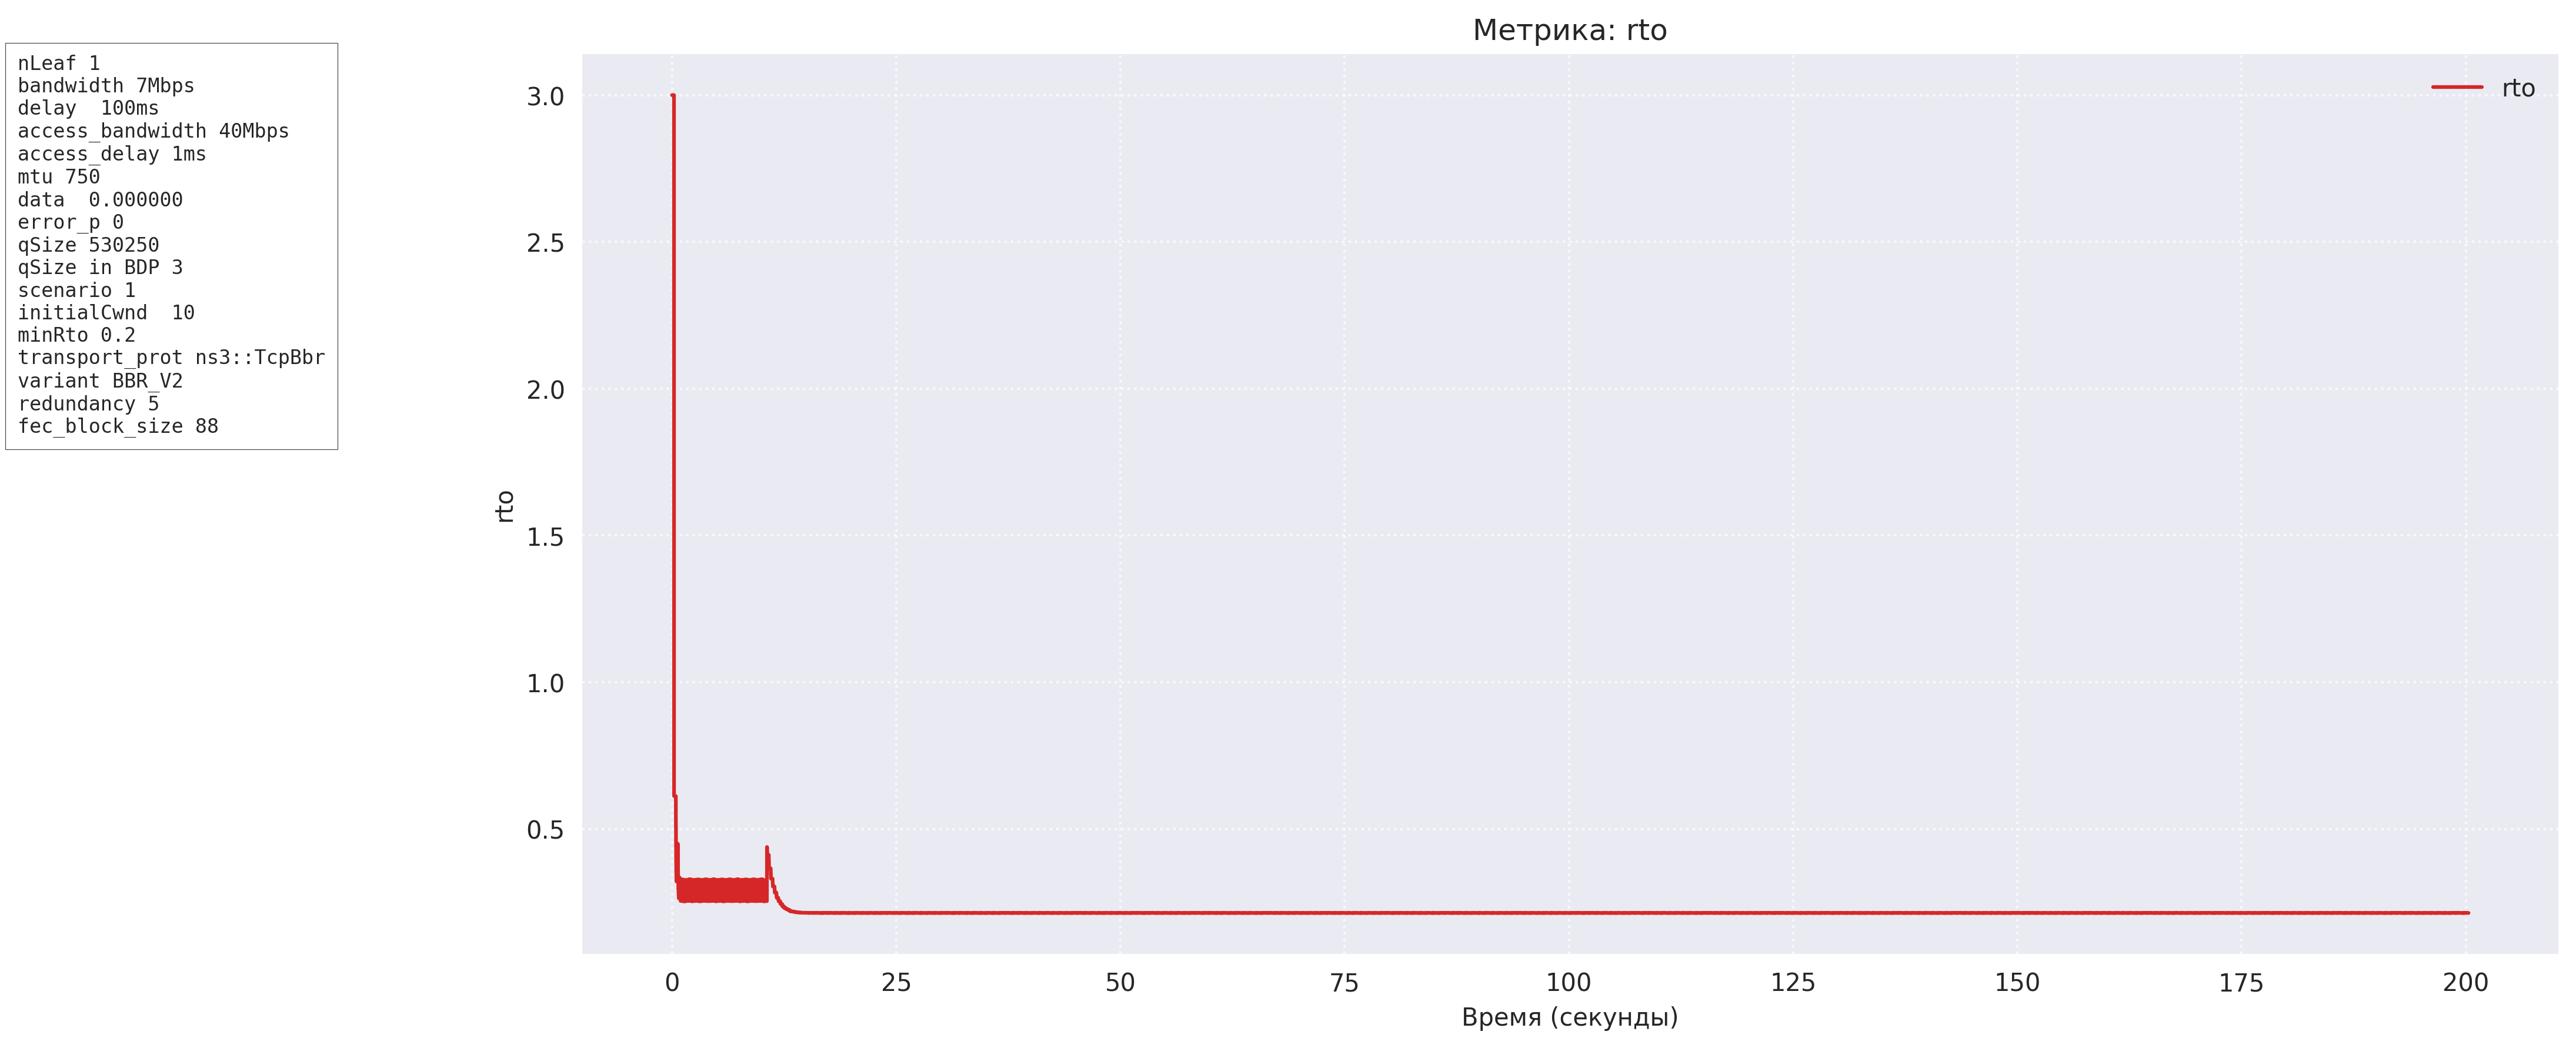 Метрика: rto
nLeaf 1
bandwidth 7Mbps
delay  100ms
access_bandwidth 40Mbps
access_delay 1ms
mtu 750
data  0.000000
error_p 0
qSize 530250
qSize in BDP 3
scenario 1
initialCwnd  10
minRto 0.2
transport_prot ns3::TcpBbr
variant BBR_V2
redundancy 5
fec_block_size 88
rto
3.0
2.5
2.0
1.5
1.0
0.5
rto
0 25 50 75 100 125 150 175 200
Время (секунды)